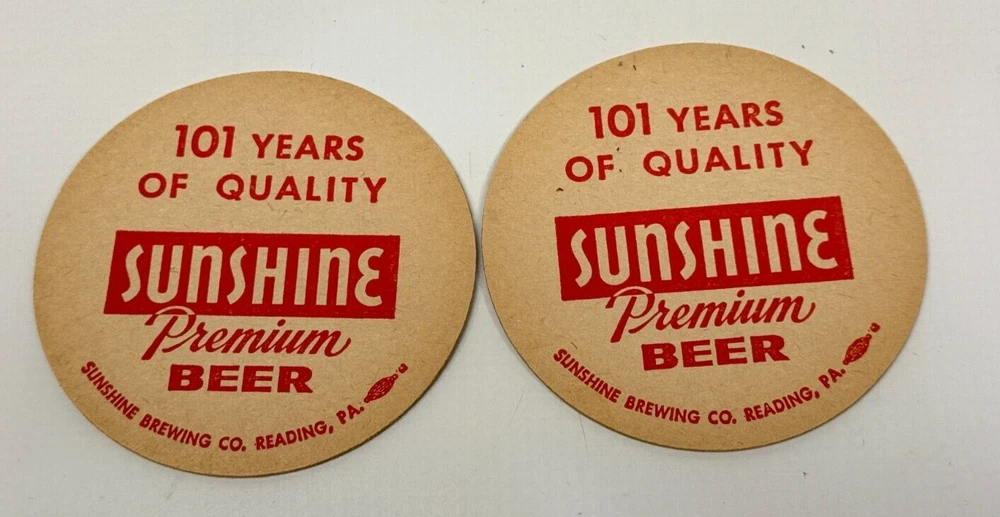 101 YEARS
OF QUALITY
SUNSHINE
Premium
BEER
SUNSHINE BREWING CO. READING, PA.
101 YEARS
OF QUALITY
SUNSHINE
Premium
BEER
SUNSHINE BREWING CO. READING, PA.